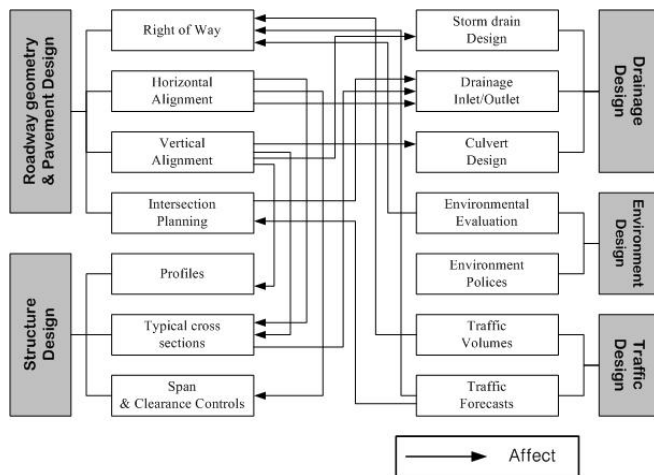 Roadway geometry
& Pavement Design
Right of Way
Horizontal
Alignment
Vertical
Alignment
Intersection
Planning
Structure
Design
Profiles
Typical cross
sections
Span
& Clearance Controls
Storm drain
Design
Drainage
Inlet/Outlet
Culvert
Design
Drainage
Design
Environmental
Evaluation
Environment
Polices
Environment
Design
Traffic
Volumes
Traffic
Forecasts
Traffic
Design
Affect